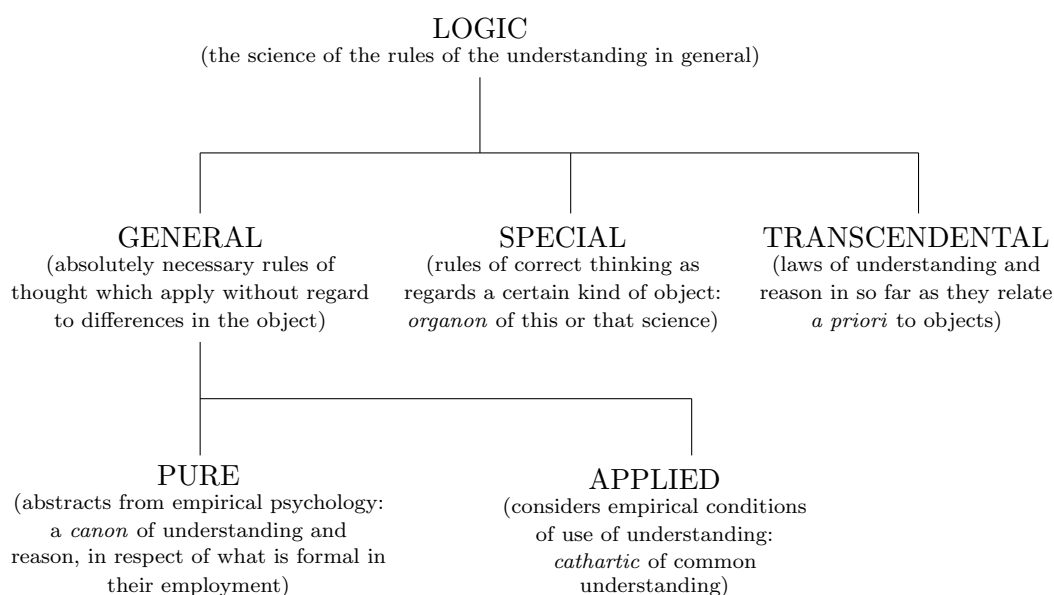 LOGIC
(the science of the rules of the understanding in general)
GENERAL
(absolutely necessary rules of
thought which apply without regard
to differences in the object)
SPECIAL
(rules of correct thinking as
regards a certain kind of object:
organon of this or that science)
TRANSCENDENTAL
(laws of understanding and
reason in so far as they relate
a priori to objects)
PURE
(abstracts from empirical psychology:
a canon of understanding and
reason, in respect of what is formal in
their employment)
APPLIED
(considers empirical conditions
of use of understanding:
cathartic of common
understanding)